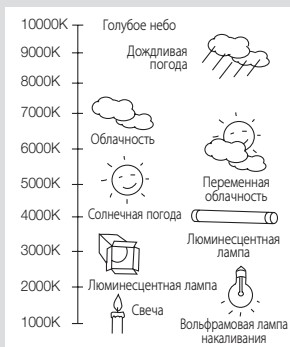 10000K
Голубое небо
9000K
Дождливая
погода
8000K
7000K
Облачность
6000K
5000K
Переменная
облачность
4000K
Солнечная погода
Люминесцентная
лампа
3000K
2000K
Люминесцентная лампа
1000K
Свеча
Вольфрамовая лампа
накаливания